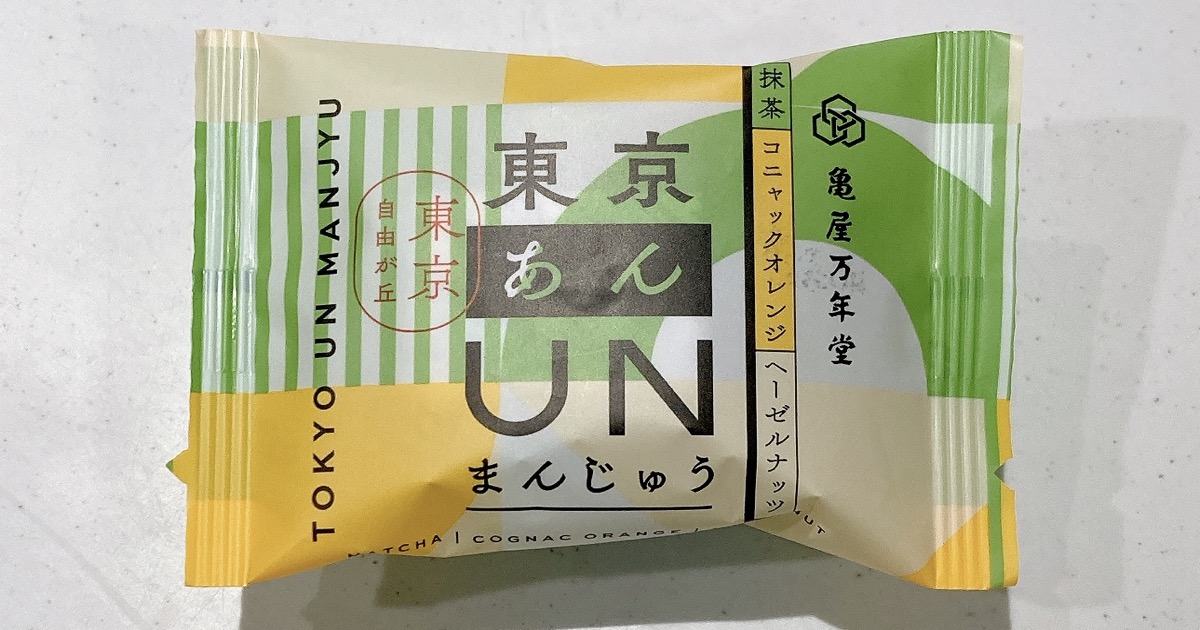 TOKYO UN MANJYU
東京
自由が丘
東京
あん
UN
まんじゅう
MATCHA | COGNAC ORANGE /
抹茶
コニャックオレンジ
ヘーゼルナッツ
亀屋万年堂